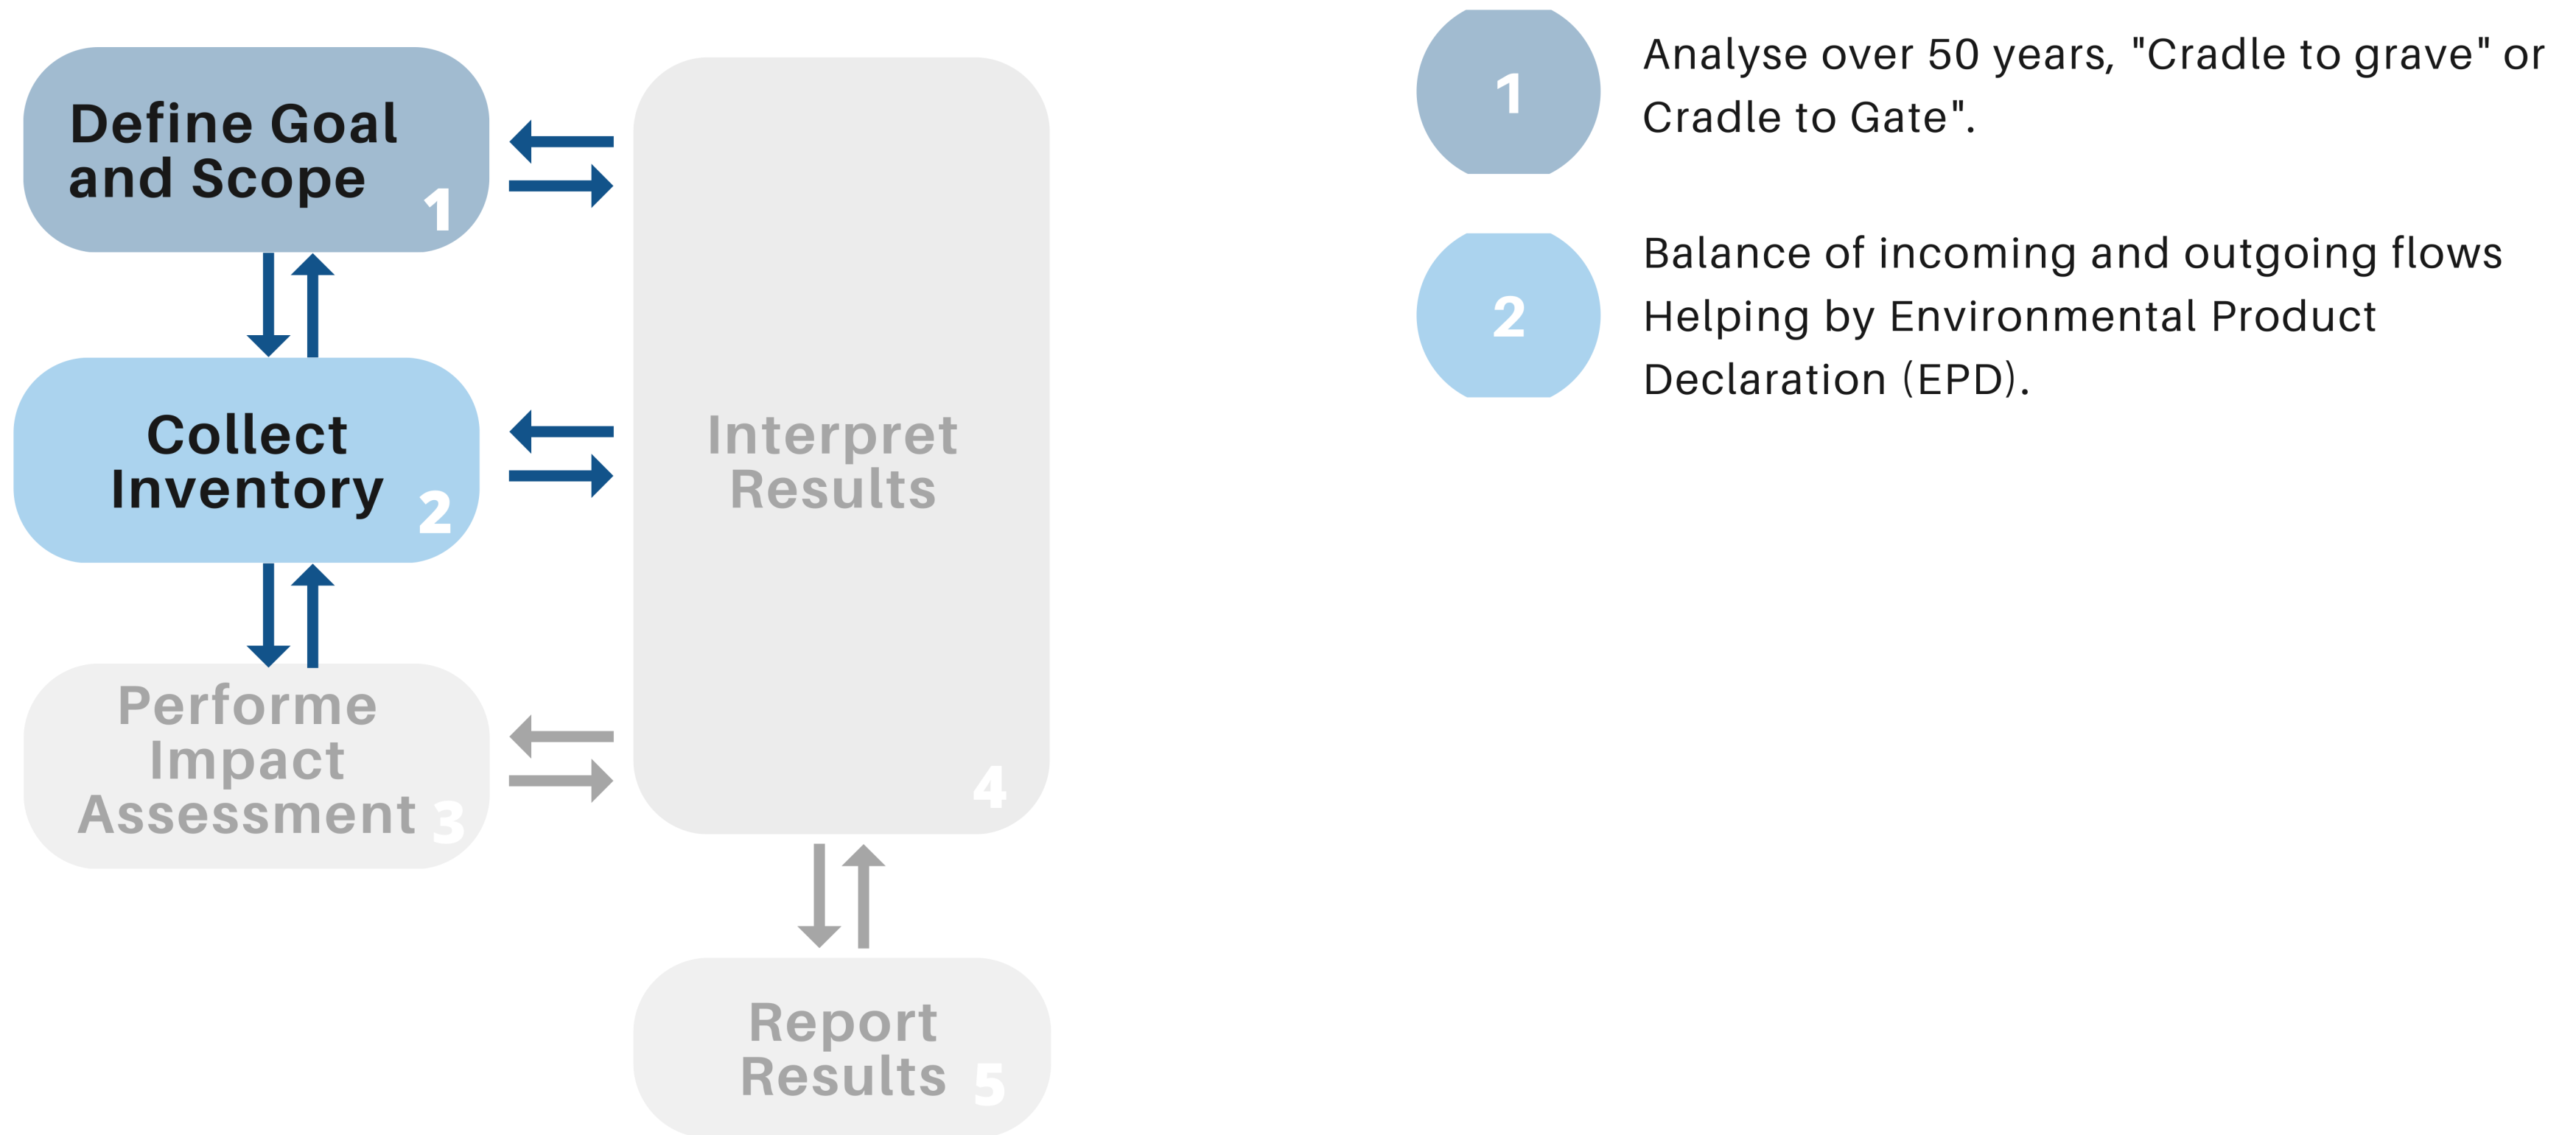 Define Goal
and Scope
1
Collect
Inventory
2
Performe
Impact
Assessment
3
Interpret
Results
4
Report
Results
5
1
Analyse over 50 years, "Cradle to grave" or
Cradle to Gate".
2
Balance of incoming and outgoing flows
Helping by Environmental Product
Declaration (EPD).